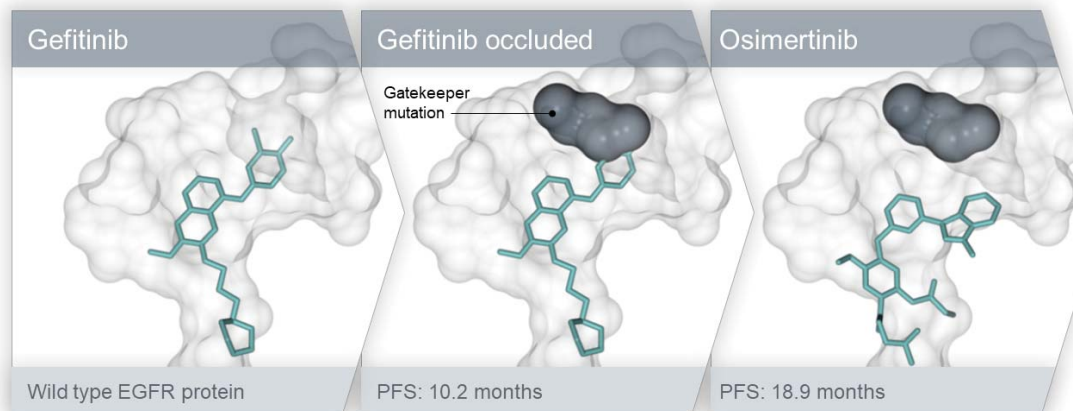 Gefitinib
Gefitinib occluded
Osimertinib
Gatekeeper
mutation
Wild type EGFR protein
PFS: 10.2 months
PFS: 18.9 months